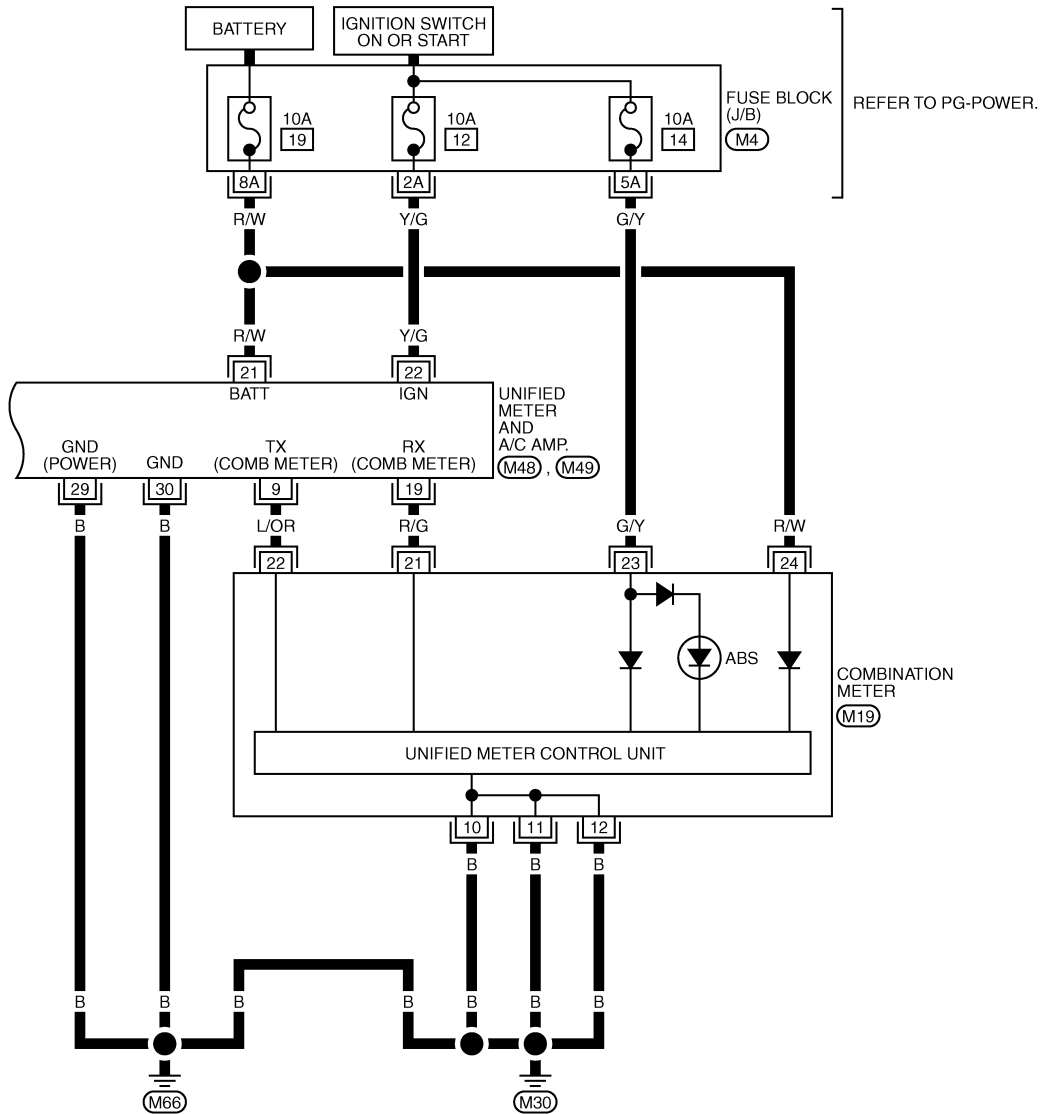 BATTERY
IGNITION SWITCH
ON OR START
10A
19
10A
12
10A
14
FUSE BLOCK
(J/B)
M4
REFER TO PG-POWER.
8A
2A
5A
R/W
Y/G
G/Y
R/W
Y/G
21
22
BATT
IGN
UNIFIED
METER
AND
A/C AMP.
M48 , M49
GND
(POWER)
GND
TX
(COMB METER)
RX
(COMB METER)
29
30
9
19
B
B
L/OR
R/G
G/Y
R/W
22
21
23
24
ABS
COMBINATION
METER
M19
UNIFIED METER CONTROL UNIT
10
11
12
B
B
B
B
B
B
B
B
B
B
M66
M30